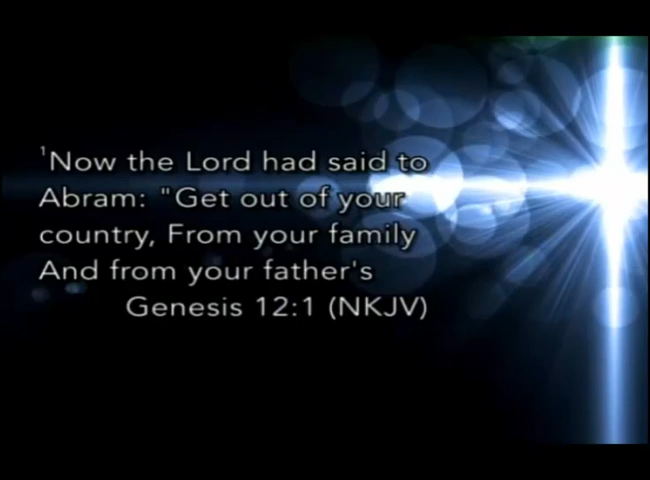 ¹Now the Lord had said to
Abram: "Get out of your
country, From your family
And from your father's
Genesis 12:1 (NKJV)